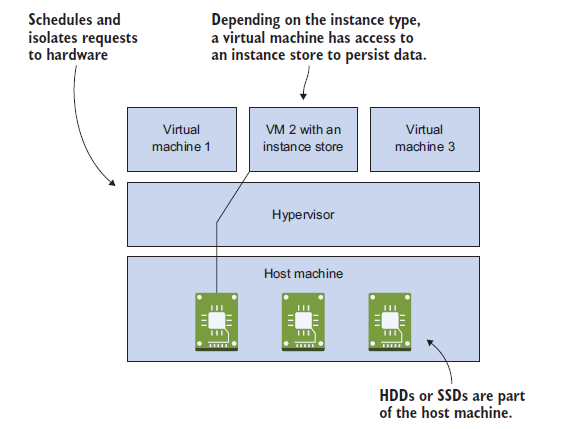 Schedules and
isolates requests
to hardware
Depending on the instance type,
a virtual machine has access to
an instance store to persist data.
Virtual
machine 1
VM 2 with an
instance store
Virtual
machine 3
Hypervisor
Host machine
HDDs or SSDs are part
of the host machine.